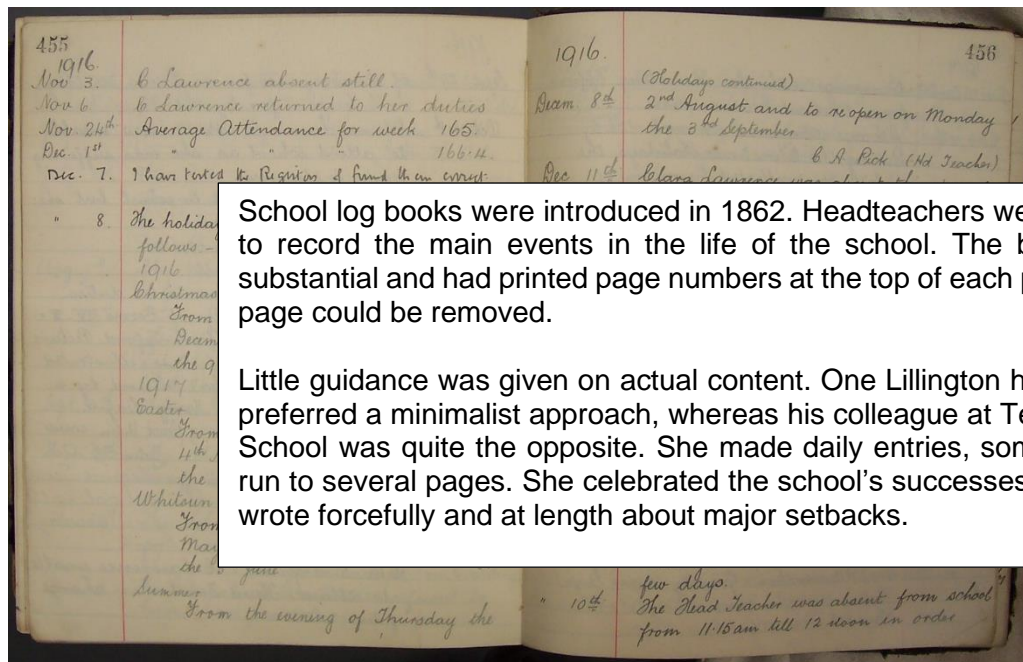 455
1916.
Nov 3. C Lawrence absent still.
Nov 6 C Lawrence returned to her duties
Nov. 24th Average Attendance for week 165.
Dec. 1st " " " 166.4.
Dec. 7. I have tested the Registers & found them correct
" 8. The holiday
follows.-
1916
Christmas
From
Decem
the 9
1917
Easter
From
4th
the
Whitsun
From
May
the June
Summer
From the evening of Thursday the
1916. 456
(Holidays continued)
Decem 8th 2nd August and to reopen on Monday
the 3rd September
C A Pick (Hd Teacher)
Dec 11th Clara Lawrence was absent
School log books were introduced in 1862. Headteachers we
to record the main events in the life of the school. The b
substantial and had printed page numbers at the top of each p
page could be removed.
Little guidance was given on actual content. One Lillington h
preferred a minimalist approach, whereas his colleague at Te
School was quite the opposite. She made daily entries, som
run to several pages. She celebrated the school's successes
wrote forcefully and at length about major setbacks.
few days.
" 10th The Head Teacher was absent from school
from 11.15am till 12 noon in order